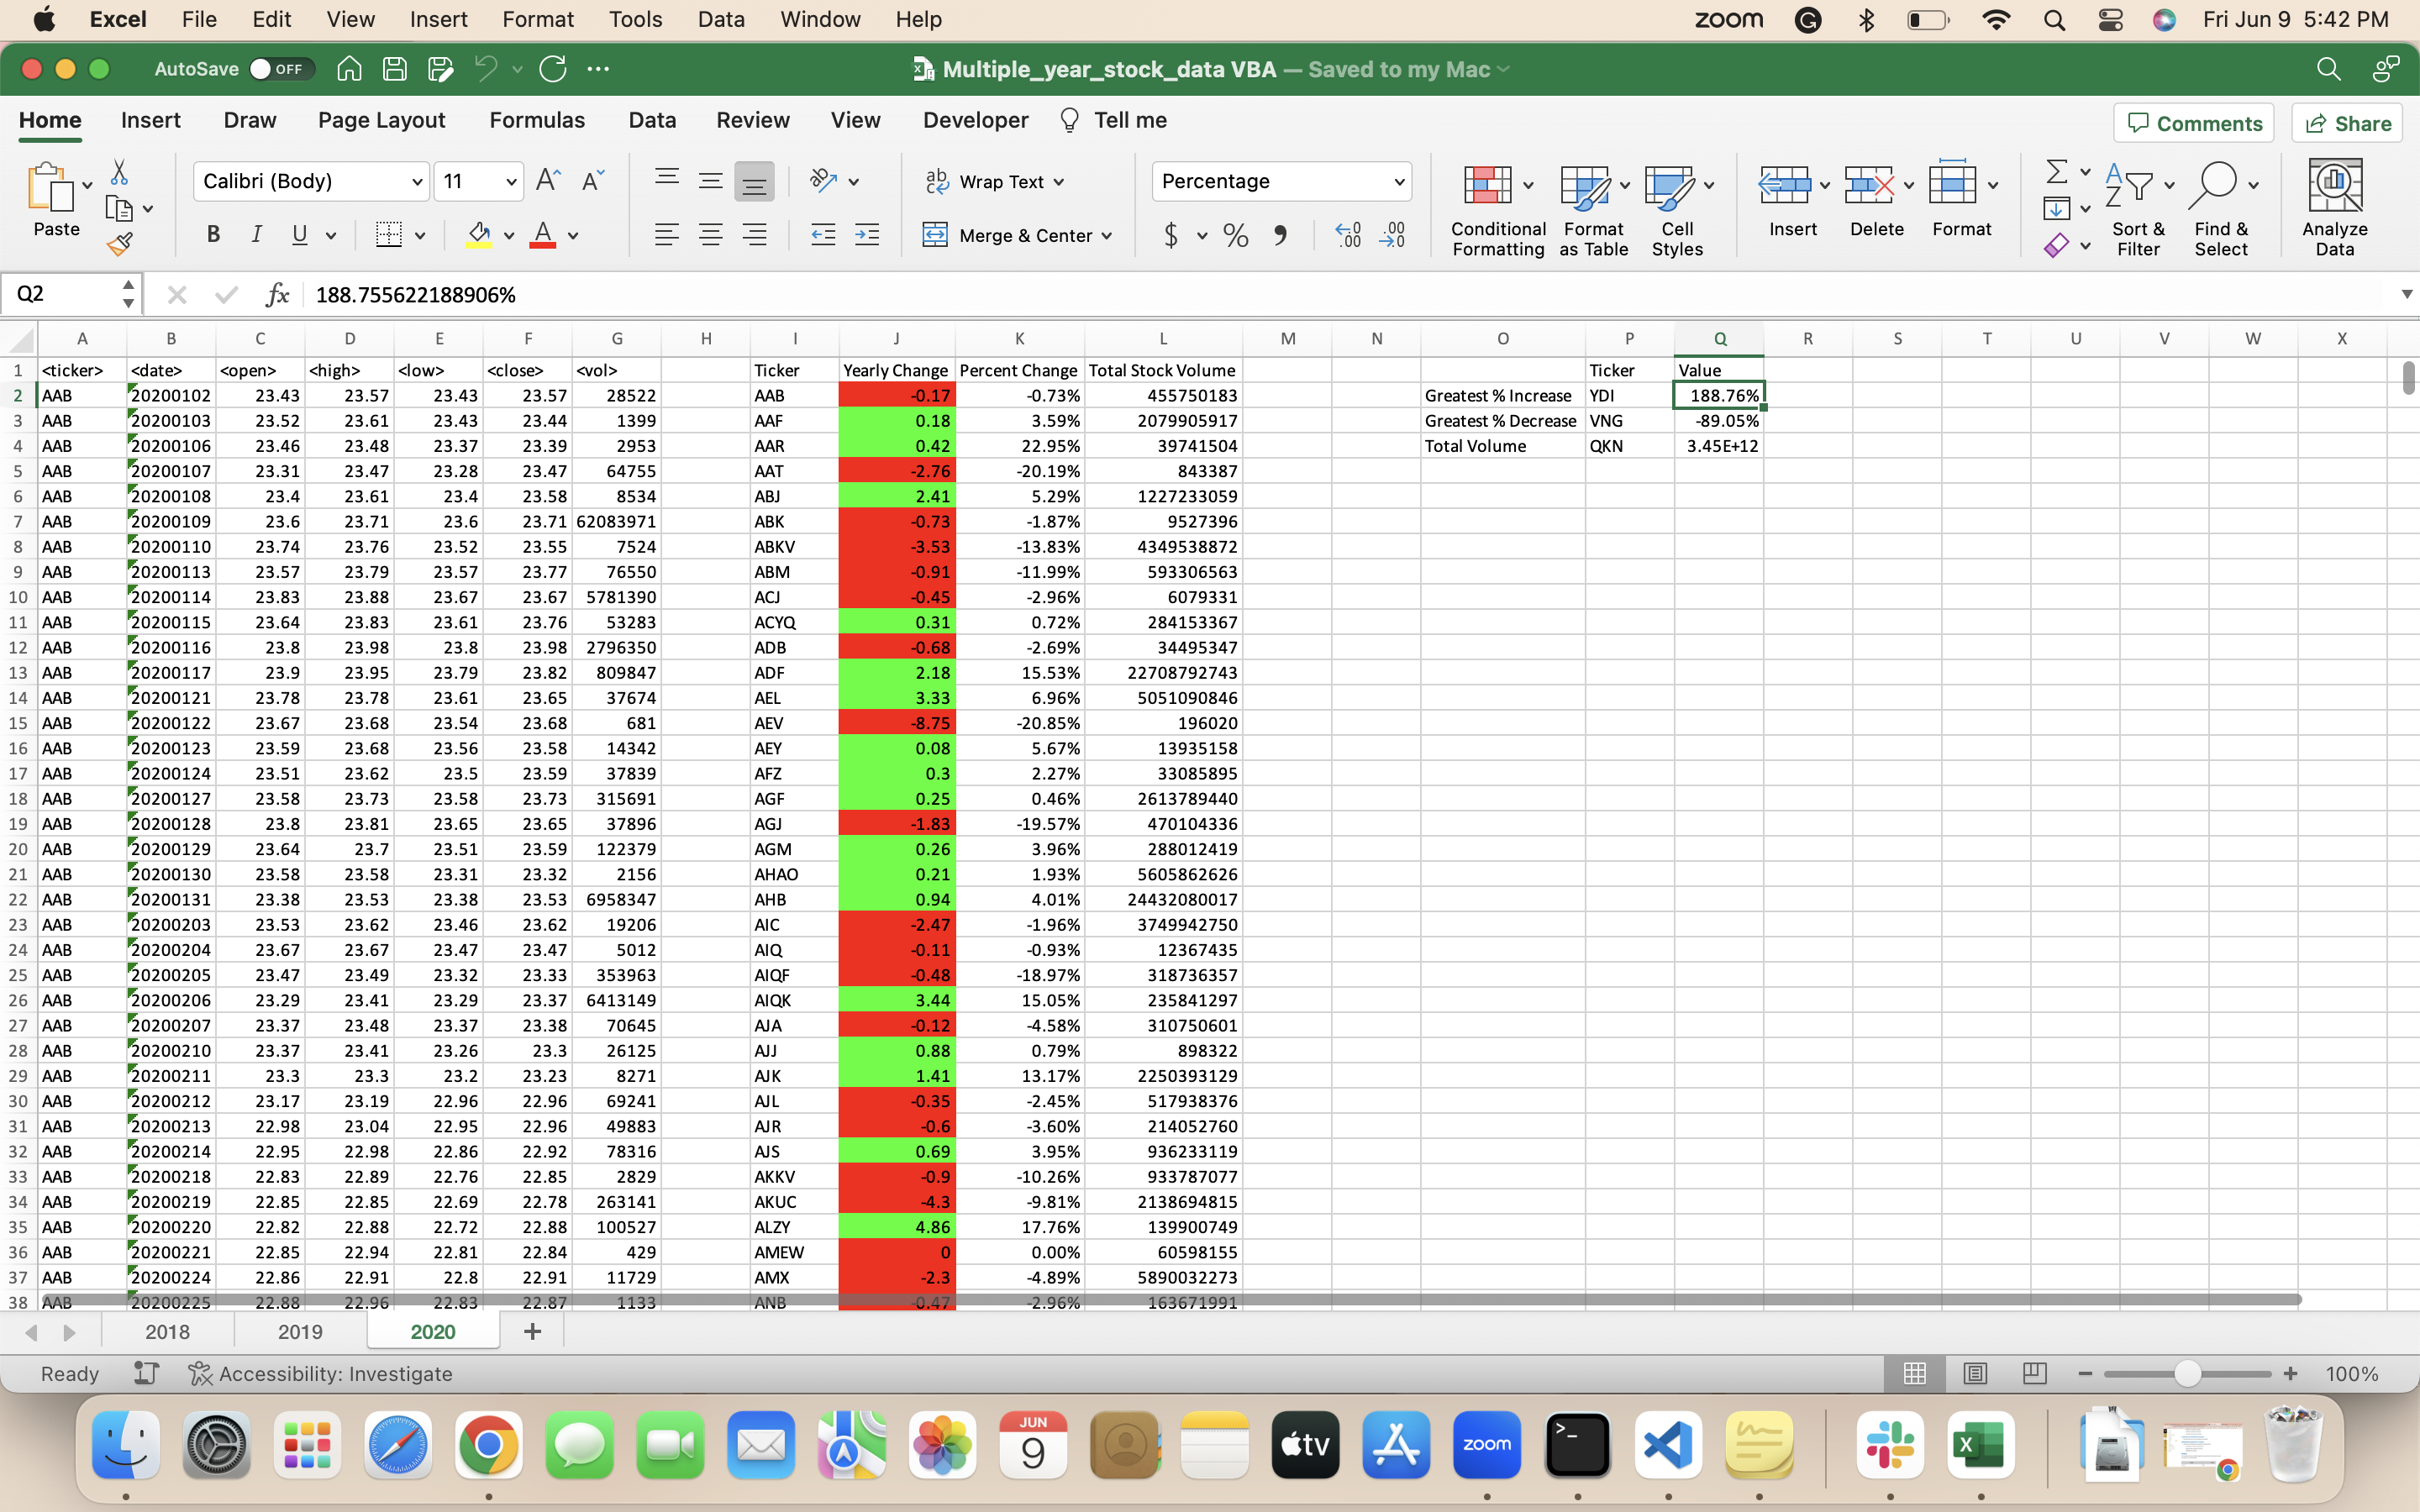 Excel File Edit View Insert Format Tools Data Window Help zoom Fri Jun 9 5:42 PM
AutoSave OFF Multiple_year_stock_data VBA — Saved to my Mac
Home Insert Draw Page Layout Formulas Data Review View Developer Tell me Comments Share
Paste Calibri (Body) 11 Wrap Text Merge & Center Percentage Conditional Formatting Format as Table Cell Styles Insert Delete Format Sort & Filter Find & Select Analyze Data
Q2 fx 188.755622188906%
A B C D E F G H I J K L M N O P Q R S T U V W X
1 <ticker> <date> <open> <high> <low> <close> <vol> Ticker Yearly Change Percent Change Total Stock Volume Ticker Value
2 AAB 20200102 23.43 23.57 23.43 23.57 28522 AAB -0.17 -0.73% 455750183 Greatest % Increase YDI 188.76%
3 AAB 20200103 23.52 23.61 23.43 23.44 1399 AAF 0.18 3.59% 2079905917 Greatest % Decrease VNG -89.05%
4 AAB 20200106 23.46 23.48 23.37 23.39 2953 AAR 0.42 22.95% 39741504 Total Volume QKN 3.45E+12
5 AAB 20200107 23.31 23.47 23.28 23.47 64755 AAT -2.76 -20.19% 843387
6 AAB 20200108 23.4 23.61 23.4 23.58 8534 ABJ 2.41 5.29% 1227233059
7 AAB 20200109 23.6 23.71 23.6 23.71 62083971 ABK -0.73 -1.87% 9527396
8 AAB 20200110 23.74 23.76 23.52 23.55 7524 ABKV -3.53 -13.83% 4349538872
9 AAB 20200113 23.57 23.79 23.57 23.77 76550 ABM -0.91 -11.99% 593306563
10 AAB 20200114 23.83 23.88 23.67 23.67 5781390 ACJ -0.45 -2.96% 6079331
11 AAB 20200115 23.64 23.83 23.61 23.76 53283 ACYQ 0.31 0.72% 284153367
12 AAB 20200116 23.8 23.98 23.8 23.98 2796350 ADB -0.68 -2.69% 34495347
13 AAB 20200117 23.9 23.95 23.79 23.82 809847 ADF 2.18 15.53% 22708792743
14 AAB 20200121 23.78 23.78 23.61 23.65 37674 AEL 3.33 6.96% 5051090846
15 AAB 20200122 23.67 23.68 23.54 23.68 681 AEV -8.75 -20.85% 196020
16 AAB 20200123 23.59 23.68 23.56 23.58 14342 AEY 0.08 5.67% 13935158
17 AAB 20200124 23.51 23.62 23.5 23.59 37839 AFZ 0.3 2.27% 33085895
18 AAB 20200127 23.58 23.73 23.58 23.73 315691 AGF 0.25 0.46% 2613789440
19 AAB 20200128 23.8 23.81 23.65 23.65 37896 AGJ -1.83 -19.57% 470104336
20 AAB 20200129 23.64 23.7 23.51 23.59 122379 AGM 0.26 3.96% 288012419
21 AAB 20200130 23.58 23.58 23.31 23.32 2156 AHAO 0.21 1.93% 5605862626
22 AAB 20200131 23.38 23.53 23.38 23.53 6958347 AHB 0.94 4.01% 24432080017
23 AAB 20200203 23.53 23.62 23.46 23.62 19206 AIC -2.47 -1.96% 3749942750
24 AAB 20200204 23.67 23.67 23.47 23.47 5012 AIQ -0.11 -0.93% 12367435
25 AAB 20200205 23.47 23.49 23.32 23.33 353963 AIQF -0.48 -18.97% 318736357
26 AAB 20200206 23.29 23.41 23.29 23.37 6413149 AIQK 3.44 15.05% 235841297
27 AAB 20200207 23.37 23.48 23.37 23.38 70645 AJA -0.12 -4.58% 310750601
28 AAB 20200210 23.37 23.41 23.26 23.3 26125 AJJ 0.88 0.79% 898322
29 AAB 20200211 23.3 23.3 23.2 23.23 8271 AJK 1.41 13.17% 2250393129
30 AAB 20200212 23.17 23.19 22.96 22.96 69241 AJL -0.35 -2.45% 517938376
31 AAB 20200213 22.98 23.04 22.95 22.96 49883 AJR -0.6 -3.60% 214052760
32 AAB 20200214 22.95 22.98 22.86 22.92 78316 AJS 0.69 3.95% 936233119
33 AAB 20200218 22.83 22.89 22.76 22.85 2829 AKKV -0.9 -10.26% 933787077
34 AAB 20200219 22.85 22.85 22.69 22.78 263141 AKUC -4.3 -9.81% 2138694815
35 AAB 20200220 22.82 22.88 22.72 22.88 100527 ALZY 4.86 17.76% 139900749
36 AAB 20200221 22.85 22.94 22.81 22.84 429 AMEW 0 0.00% 60598155
37 AAB 20200224 22.86 22.91 22.8 22.91 11729 AMX -2.3 -4.89% 5890032273
38 AAB 20200225 22.88 22.96 22.83 22.87 1133 ANB -0.47 -2.96% 163671991
2018 2019 2020 +
Ready Accessibility: Investigate 100%
JUN 9 tv zoom X